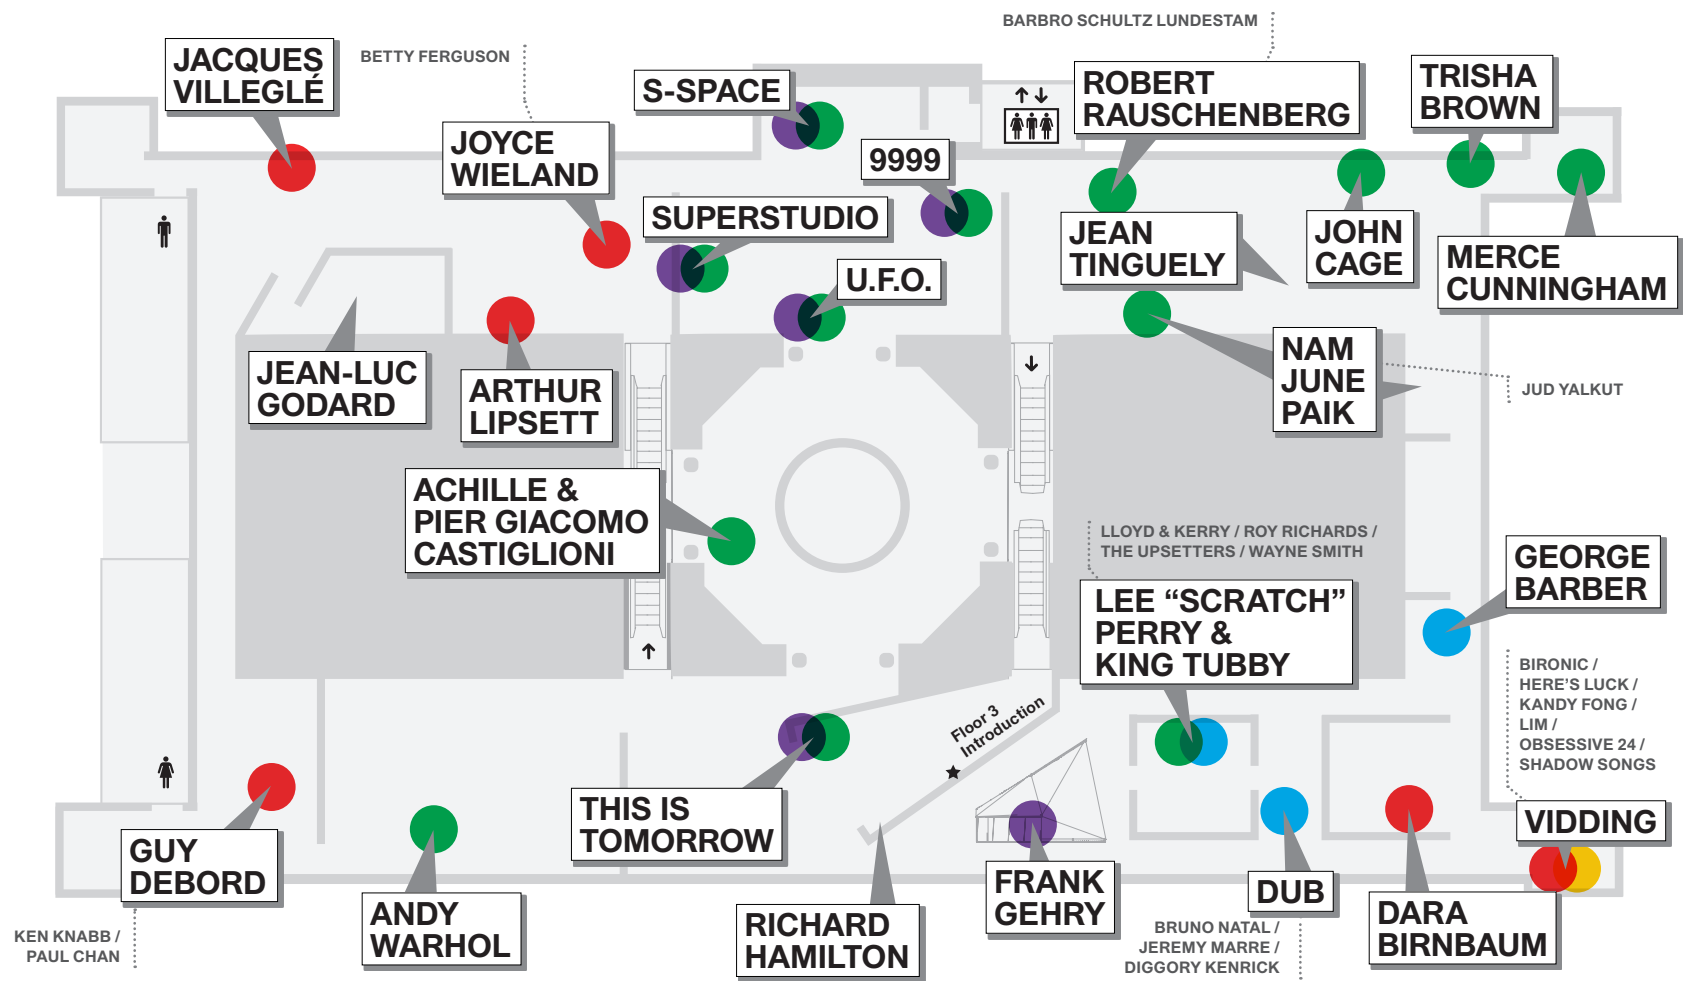 BARBRO SCHULTZ LUNDESTAM
JACQUES
VILLEGLÉ
BETTY FERGUSON
S-SPACE
ROBERT
RAUSCHENBERG
TRISHA
BROWN
JOYCE
WIELAND
9999
SUPERSTUDIO
JEAN
TINGUELY
JOHN
CAGE
MERCE
CUNNINGHAM
U.F.O.
JEAN-LUC
GODARD
ARTHUR
LIPSETT
NAM
JUNE
PAIK
JUD YALKUT
ACHILLE &
PIER GIACOMO
CASTIGLIONI
LLOYD & KERRY / ROY RICHARDS /
THE UPSETTERS / WAYNE SMITH
GEORGE
BARBER
LEE “SCRATCH”
PERRY &
KING TUBBY
BIRONIC /
HERE’S LUCK /
KANDY FONG /
LIM /
OBSESSIVE 24 /
SHADOW SONGS
Floor 3
Introduction
THIS IS
TOMORROW
VIDDING
GUY
DEBORD
FRANK
GEHRY
DUB
ANDY
WARHOL
RICHARD
HAMILTON
DARA
BIRNBAUM
KEN KNABB /
PAUL CHAN
BRUNO NATAL /
JEREMY MARRE /
DIGGORY KENRICK